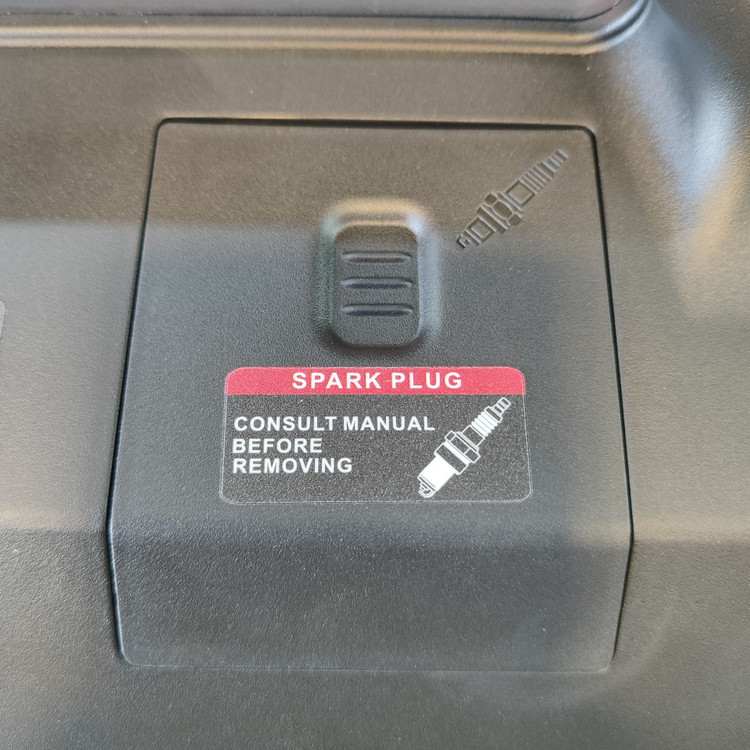 SPARK PLUG
CONSULT MANUAL
BEFORE
REMOVING